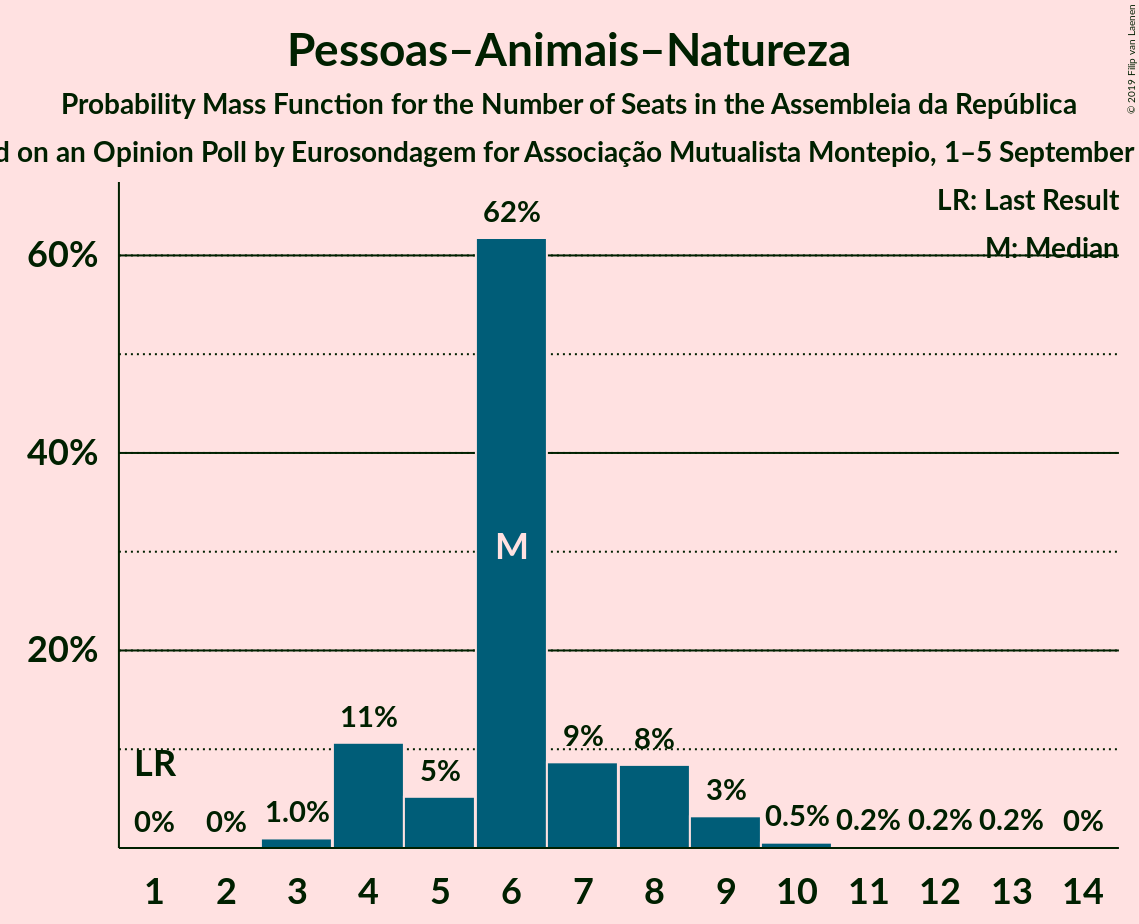 Pessoas–Animais–Natureza
Probability Mass Function for the Number of Seats in the Assembleia da República
on an Opinion Poll by Eurosondagem for Associação Mutualista Montepio, 1–5 September
© 2019 Filip van Laenen
LR: Last Result
M: Median
60%
40%
20%
62%
M
11%
5%
9%
8%
3%
LR
0%
0%
1.0%
0.5%
0.2%
0.2%
0.2%
0%
1 2 3 4 5 6 7 8 9 10 11 12 13 14